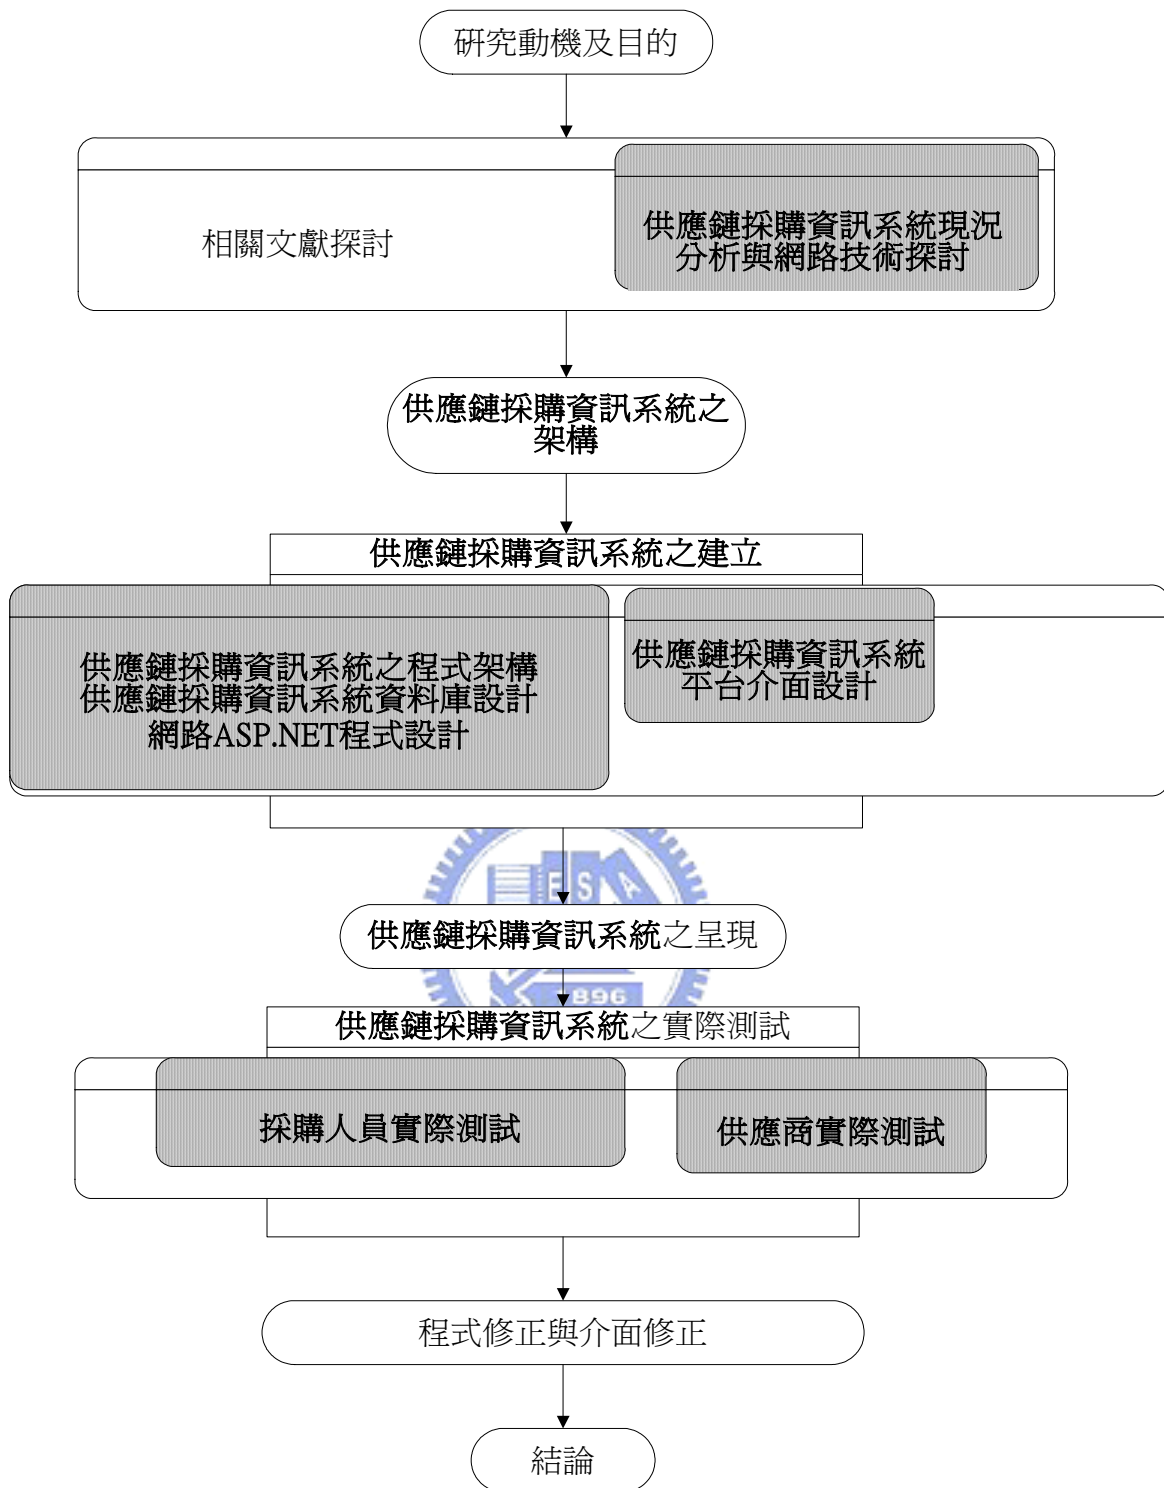 研究動機及目的
相關文獻探討
供應鏈採購資訊系統現況
分析與網路技術探討
供應鏈採購資訊系統之
架構
供應鏈採購資訊系統之建立
供應鏈採購資訊系統之程式架構
供應鏈採購資訊系統資料庫設計
網路ASP.NET程式設計
供應鏈採購資訊系統
平台介面設計
ESA
供應鏈採購資訊系統之呈現
1896
供應鏈採購資訊系統之實際測試
採購人員實際測試
供應商實際測試
程式修正與介面修正
結論